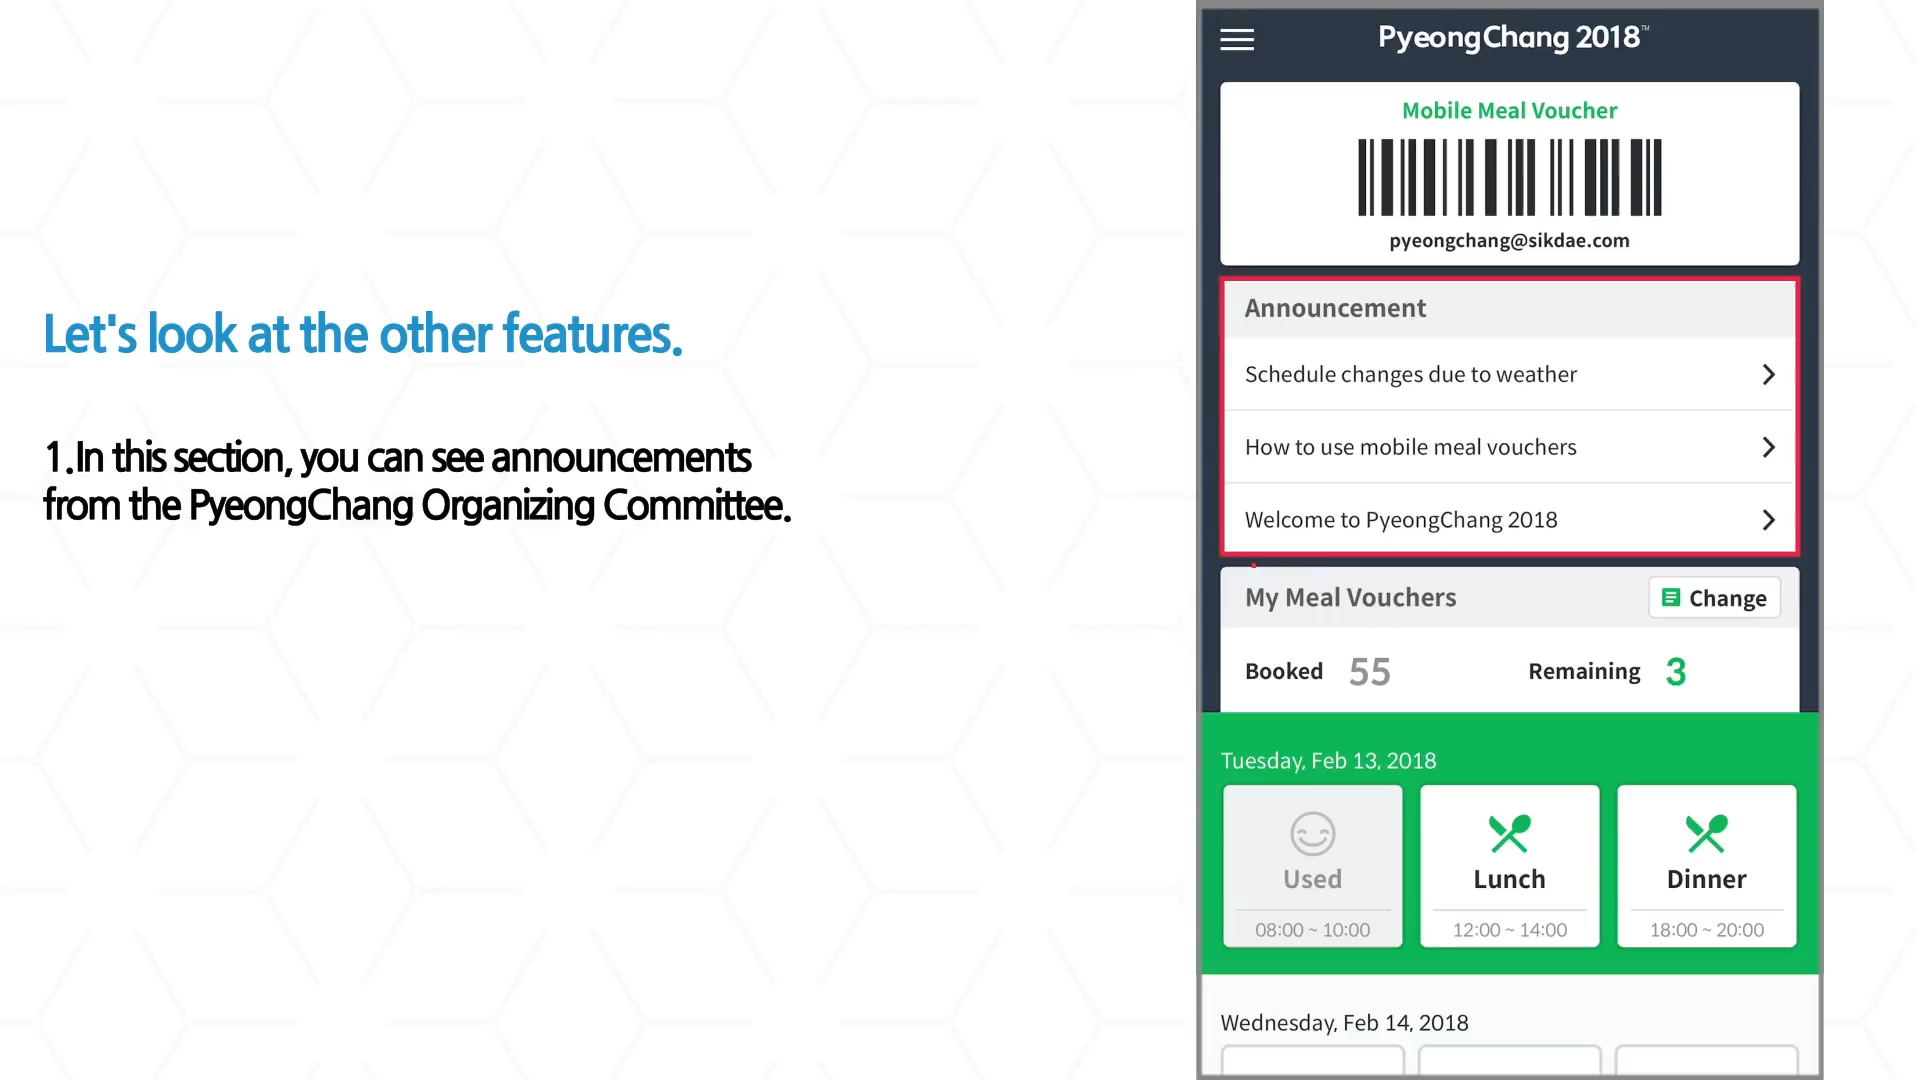 Let's look at the other features.
1.In this section, you can see announcements
from the PyeongChang Organizing Committee.
PyeongChang 2018™
Mobile Meal Voucher
pyeongchang@sikdae.com
Announcement
Schedule changes due to weather
How to use mobile meal vouchers
Welcome to PyeongChang 2018
My Meal Vouchers
Change
Booked 55 Remaining 3
Tuesday, Feb 13, 2018
Used Lunch Dinner
08:00 ~ 10:00 12:00 ~ 14:00 18:00 ~ 20:00
Wednesday, Feb 14, 2018